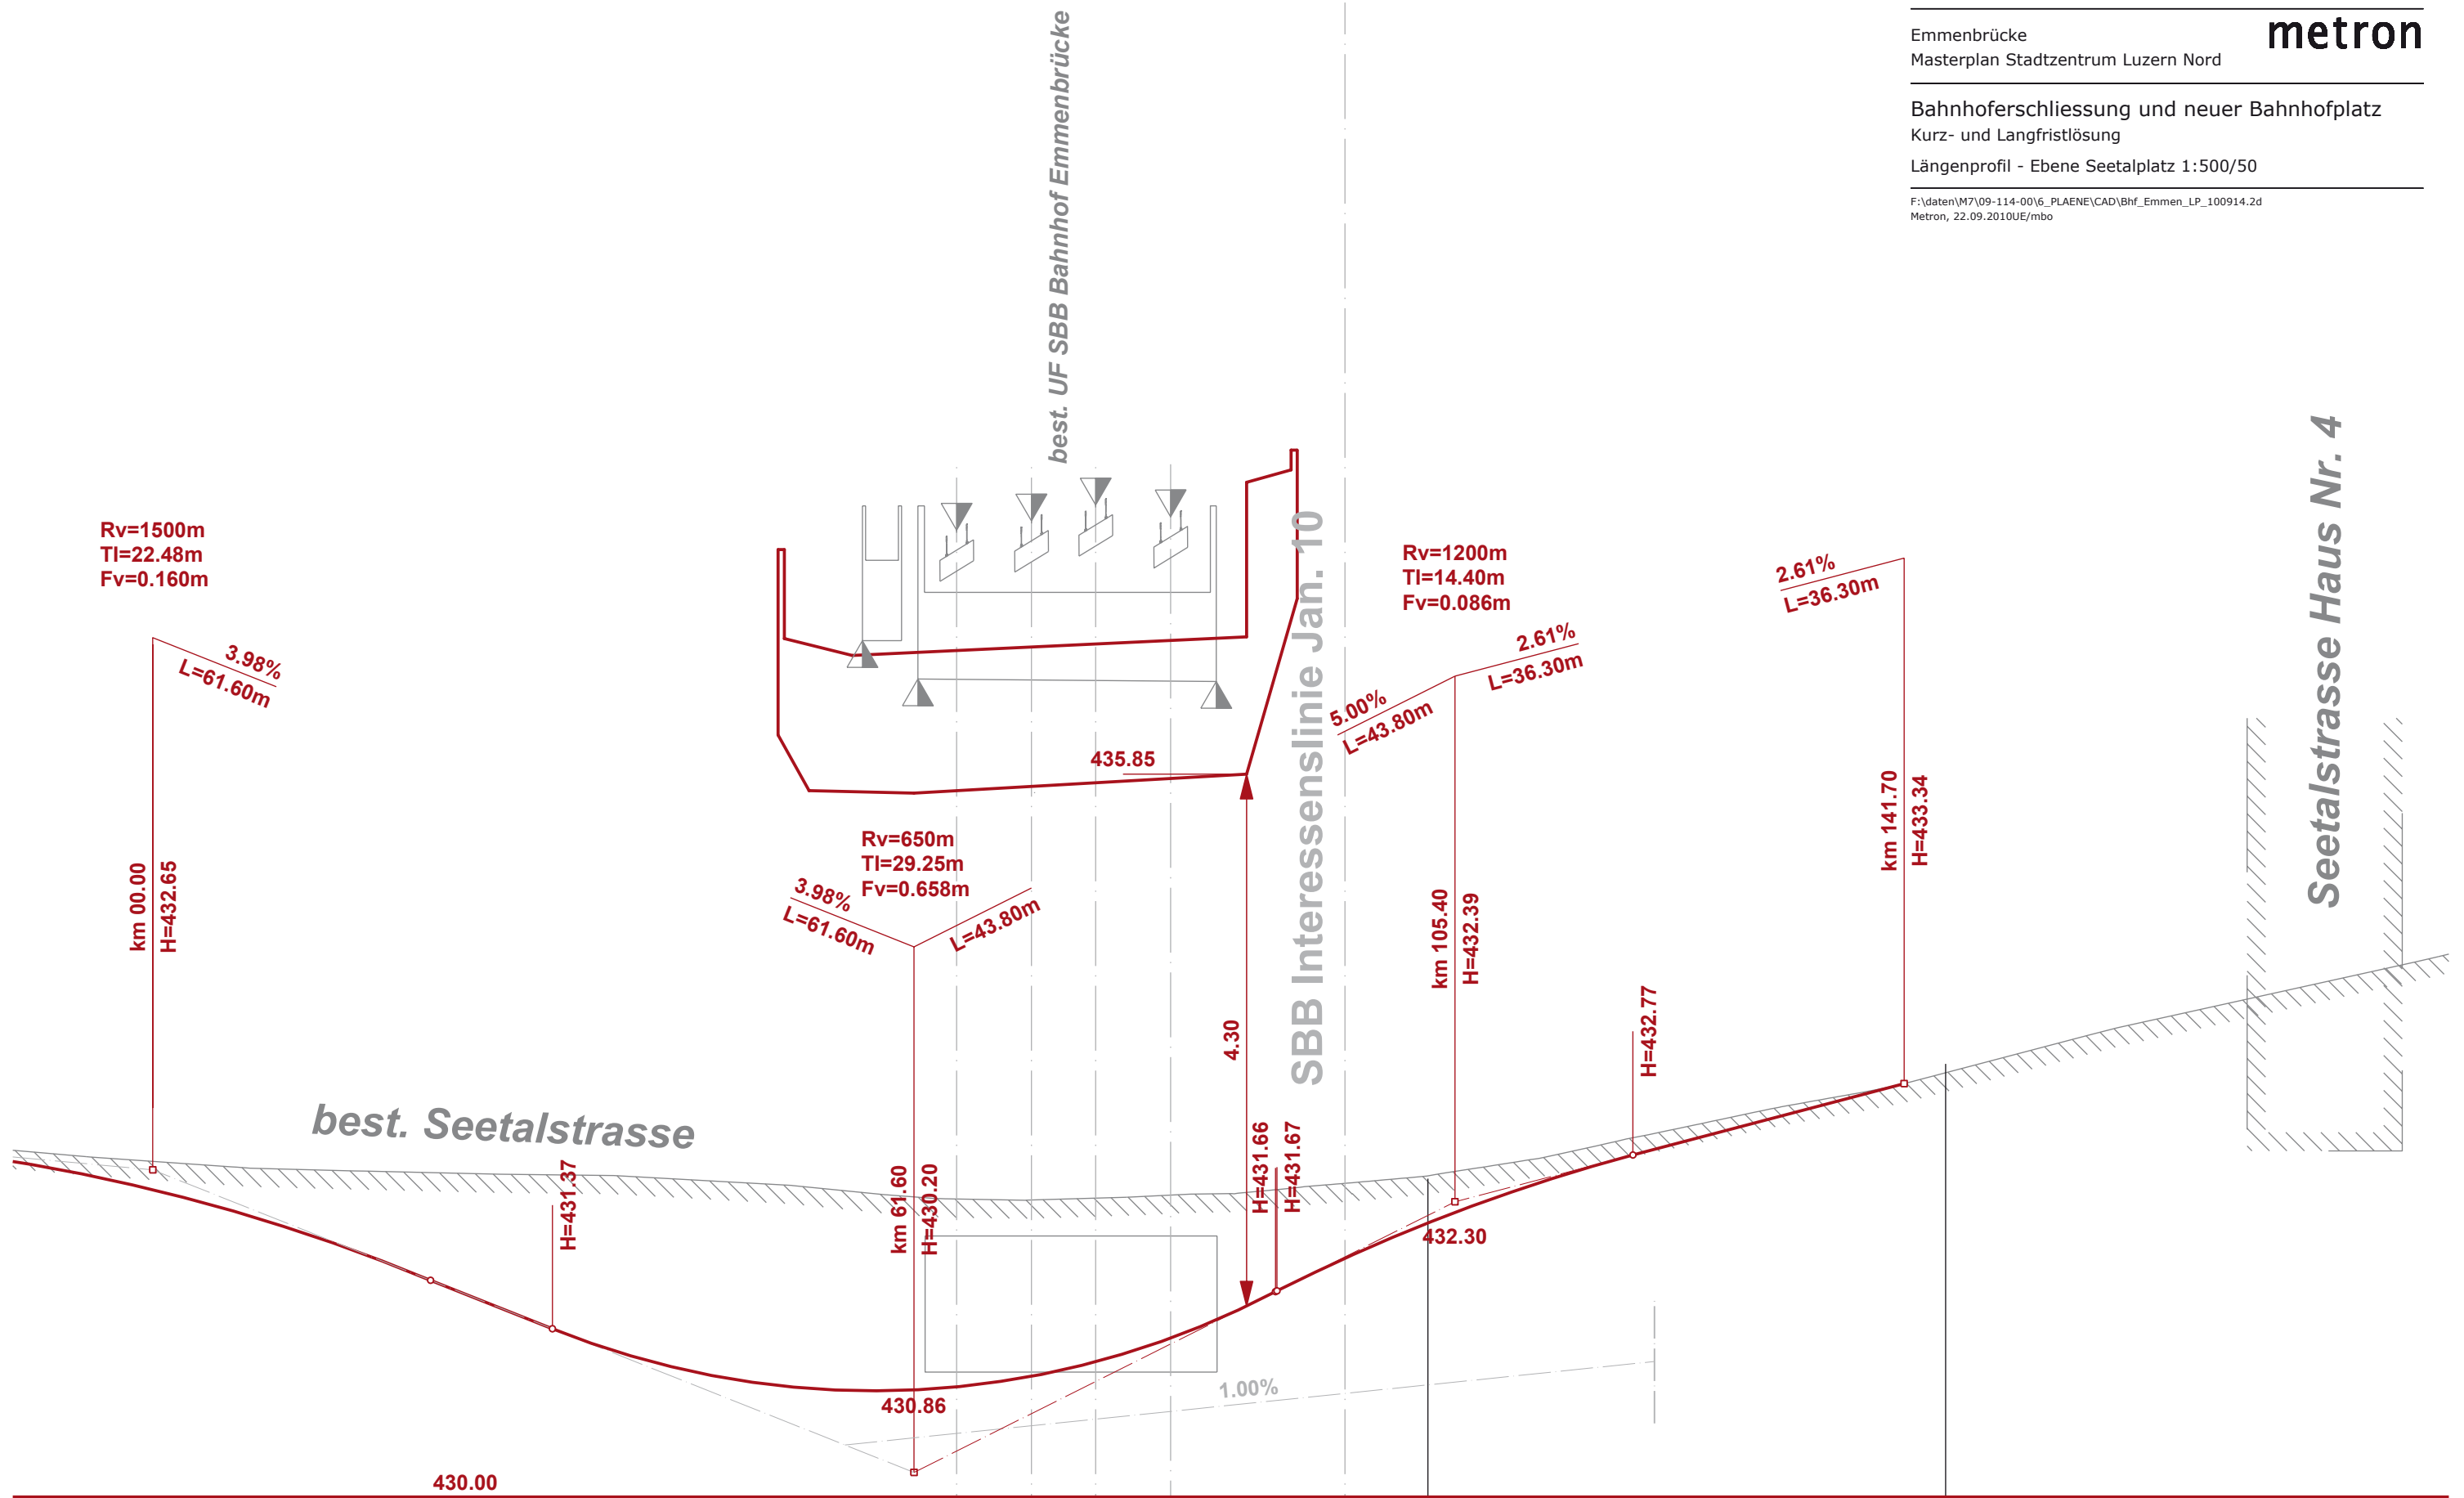 Emmenbrücke
metron
Masterplan Stadtzentrum Luzern Nord
Bahnhoferschliessung und neuer Bahnhofplatz
Kurz- und Langfristlösung
Längenprofil - Ebene Seetalplatz 1:500/50
F:\daten\M7\09-114-00\6_PLAENE\CAD\Bhf_Emmen_LP_100914.2d
Metron, 22.09.2010UE/mbo
best. UF SBB Bahnhof Emmenbrücke
SBB Interessenslinie Jan. 10
Seetalstrasse Haus Nr. 4
Rv=1500m
Tl=22.48m
Fv=0.160m
3.98%
L=61.60m
km 00.00
H=432.65
best. Seetalstrasse
H=431.37
435.85
Rv=650m
Tl=29.25m
Fv=0.658m
3.98%
L=61.60m
L=43.80m
km 61.60
H=430.20
430.86
4.30
H=431.66
H=431.67
Rv=1200m
Tl=14.40m
Fv=0.086m
5.00%
L=43.80m
2.61%
L=36.30m
km 105.40
H=432.39
432.30
H=432.77
2.61%
L=36.30m
km 141.70
H=433.34
1.00%
430.00